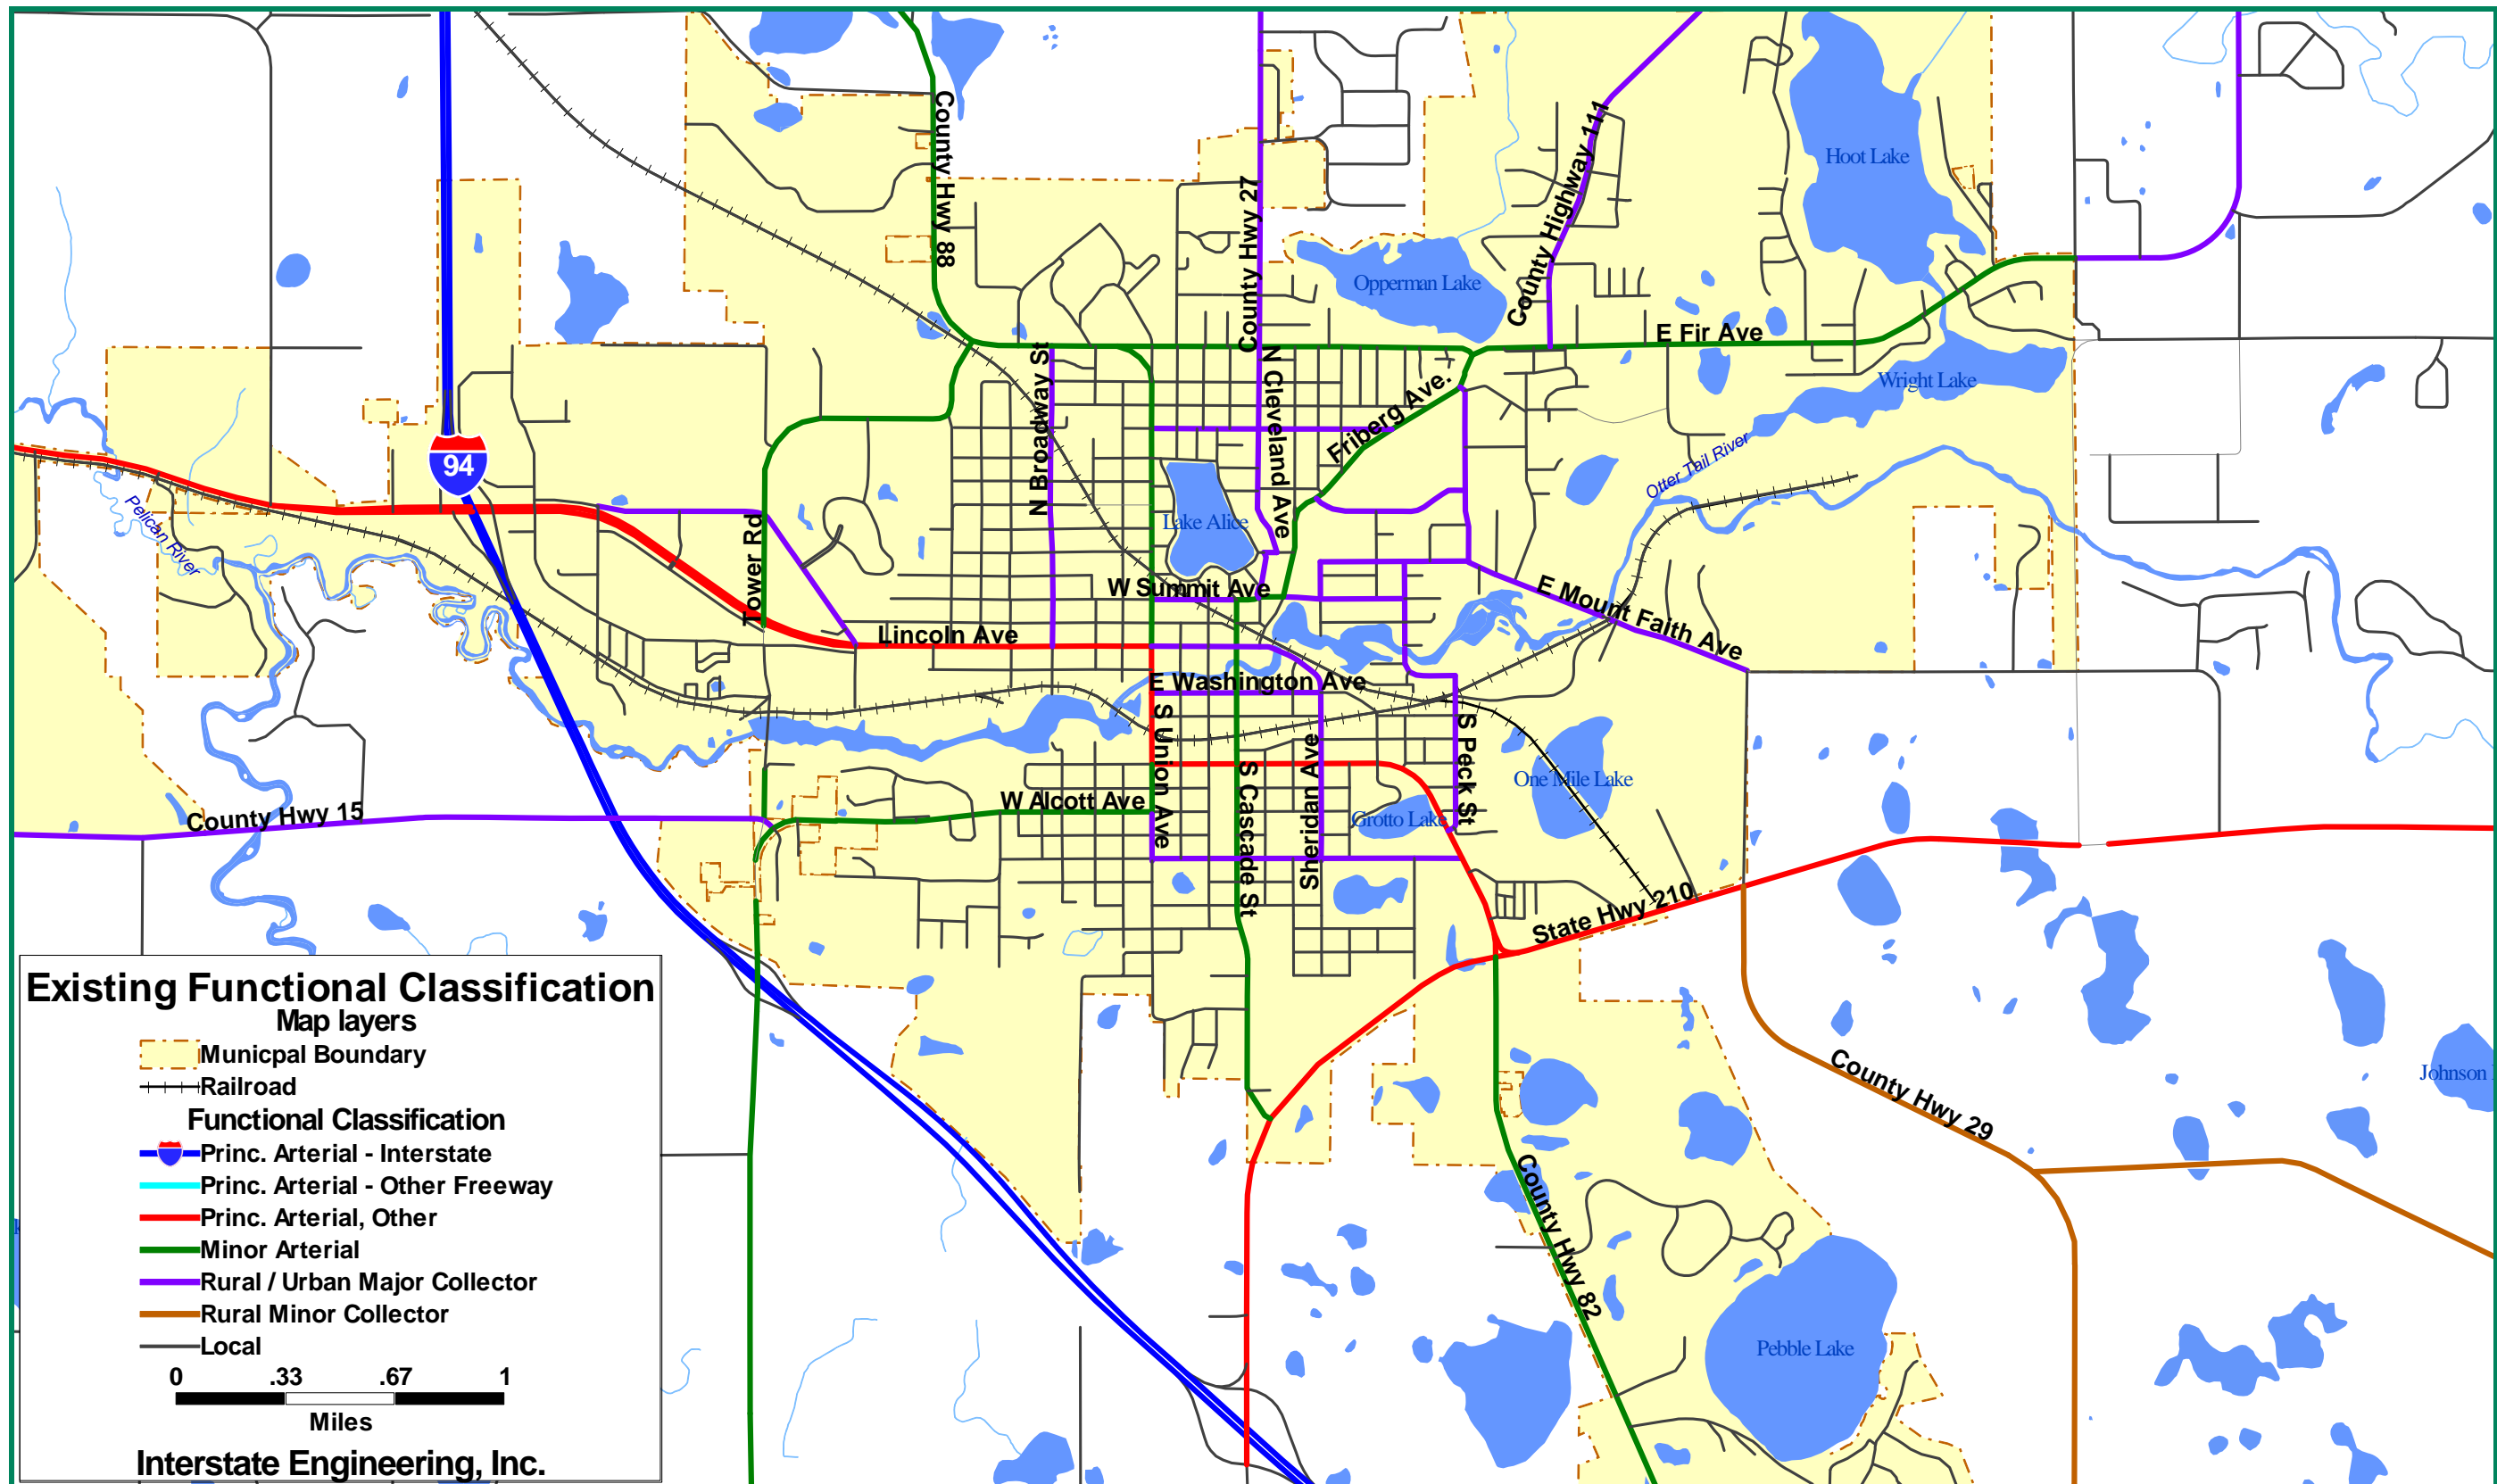 County Hwy 88
County Hwy 27
County Highway 111
Hoot Lake
Opperman Lake
E Fir Ave
Wright Lake
N Broadway St
N Cleveland Ave
Friberg Ave.
94
Otter Tail River
Pelican River
Tower Rd
Lake Alice
W Summit Ave
E Mount Faith Ave
Lincoln Ave
E Washington Ave
S Union Ave
S Cascade St
Sheridan Ave
S Peck St
One Mile Lake
Grotto Lake
W Alcott Ave
County Hwy 15
State Hwy 210
County Hwy 29
Johnson
County Hwy 82
Pebble Lake
Existing Functional Classification
Map layers
Municpal Boundary
Railroad
Functional Classification
Princ. Arterial - Interstate
Princ. Arterial - Other Freeway
Princ. Arterial, Other
Minor Arterial
Rural / Urban Major Collector
Rural Minor Collector
Local
0 .33 .67 1
Miles
Interstate Engineering, Inc.